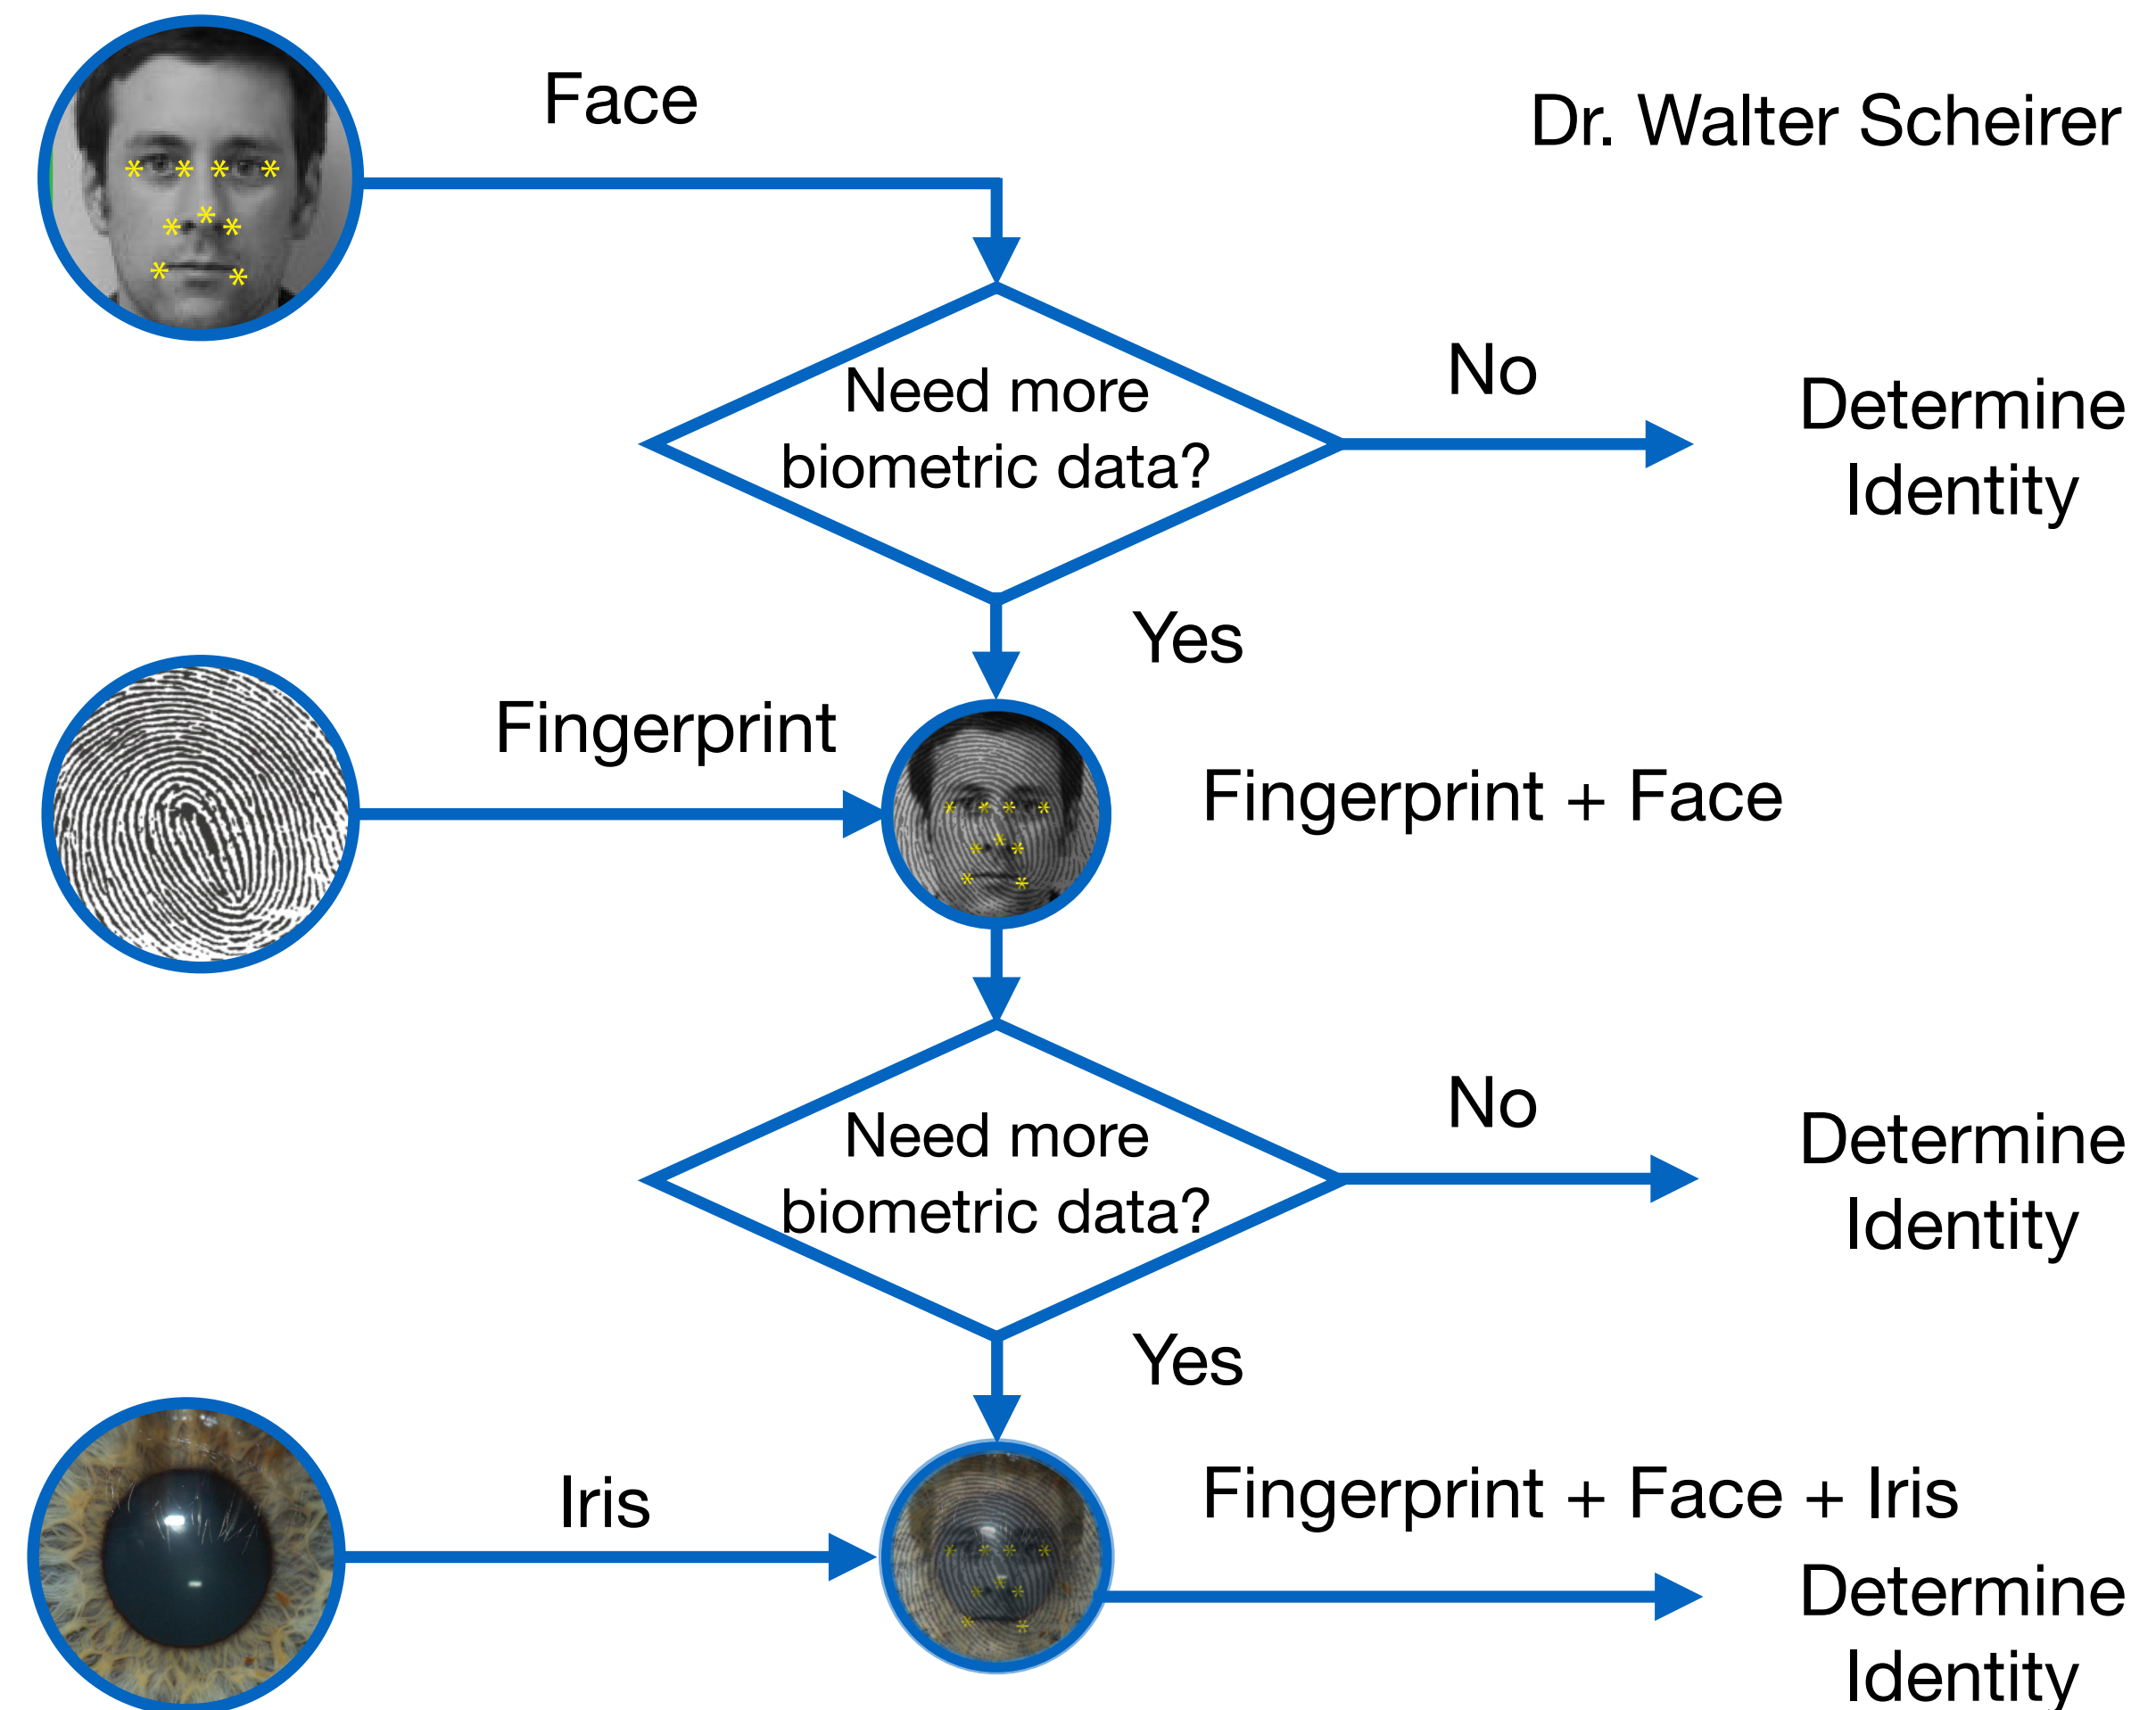 Face
Dr. Walter Scheirer
Need more
biometric data?
No
Determine
Identity
Yes
Fingerprint
Fingerprint + Face
Need more
biometric data?
No
Determine
Identity
Yes
Iris
Fingerprint + Face + Iris
Determine
Identity